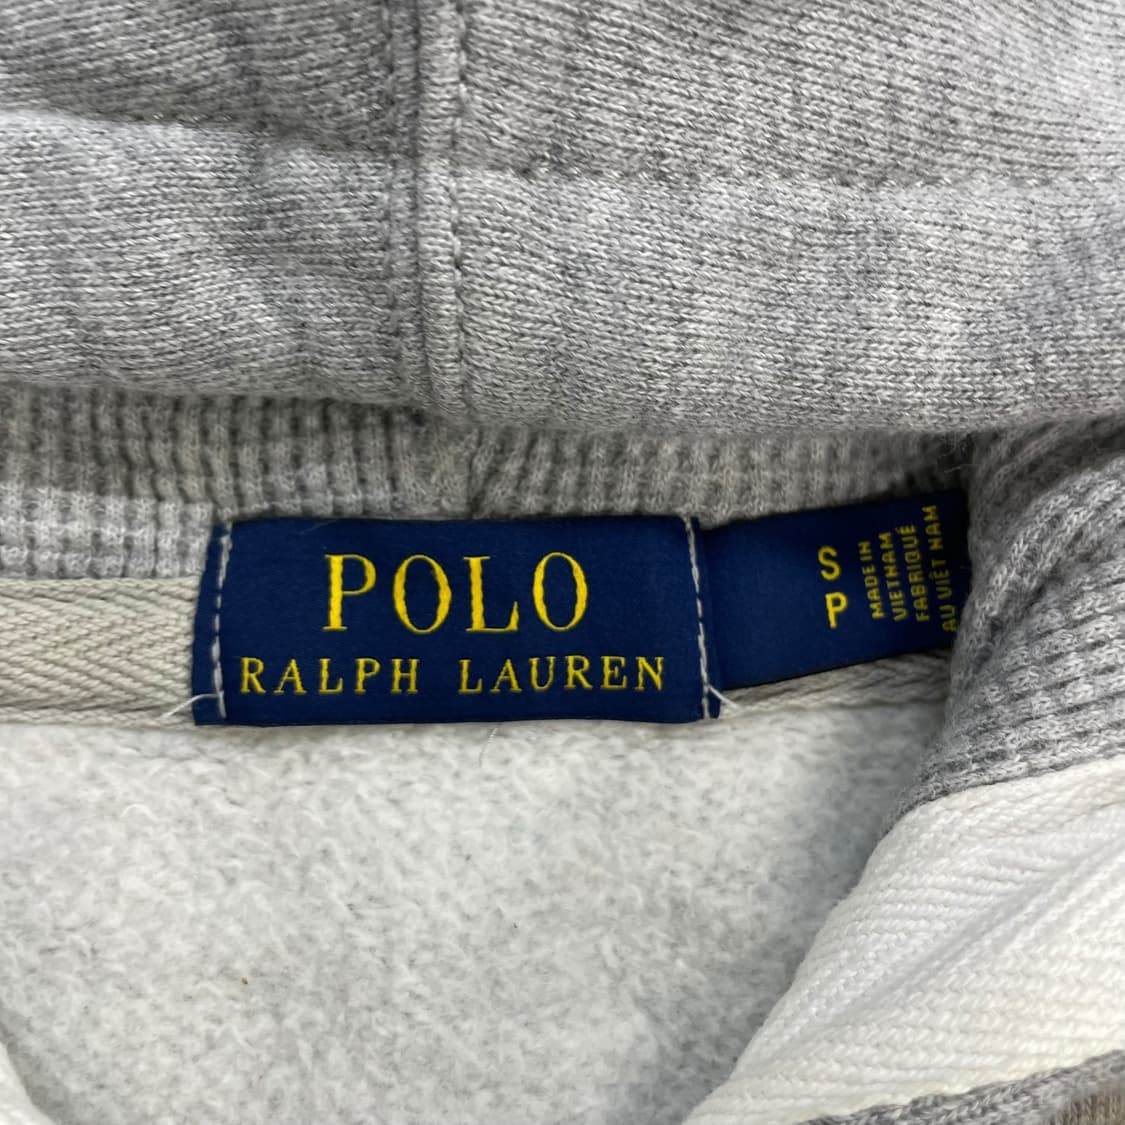 POLO
RALPH LAUREN
S
P
MADE IN
VIETNAM
FABRIQUÉ
AU VIÊT NAM